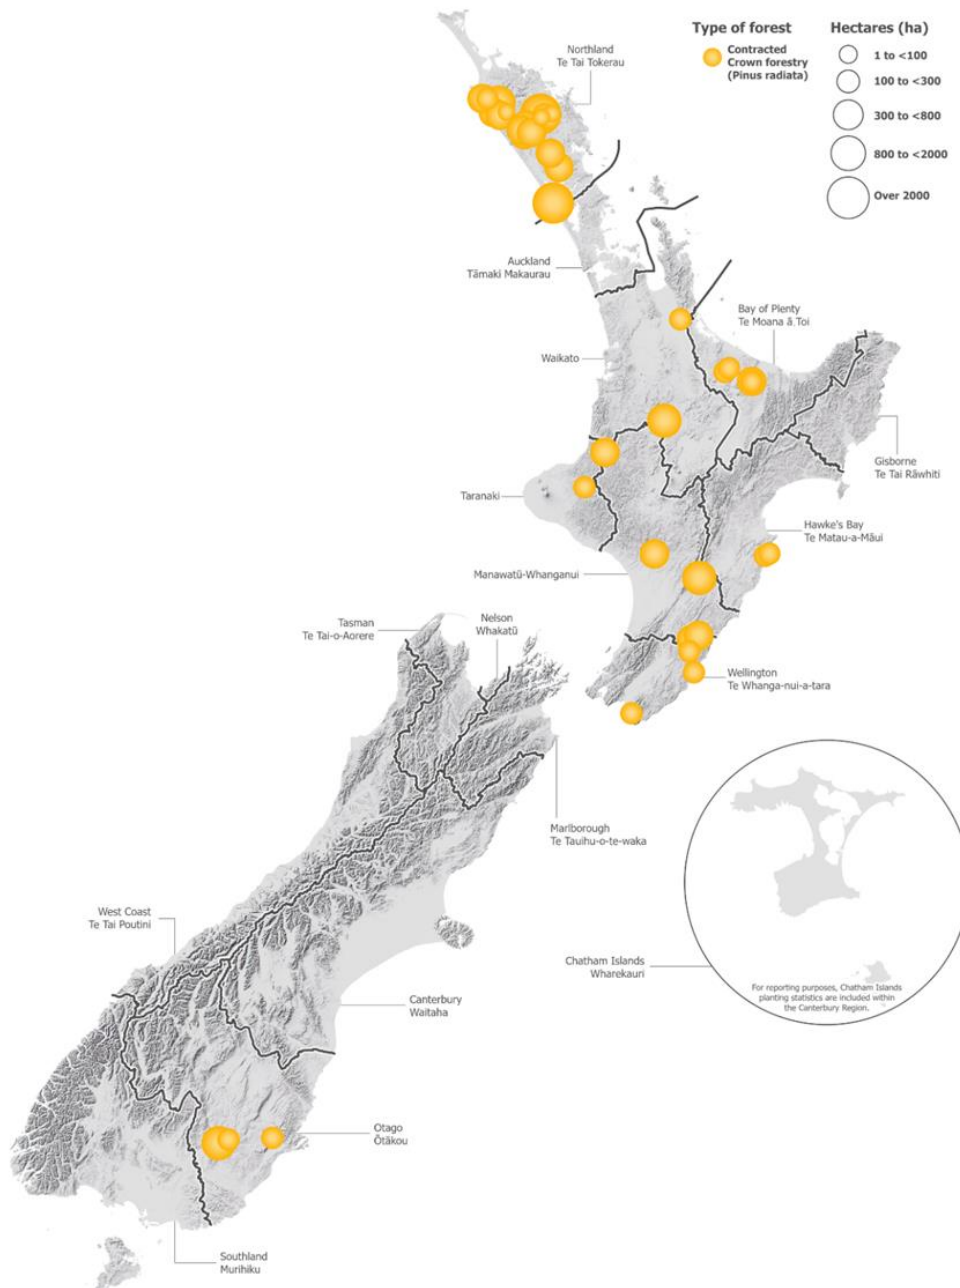 Type of forest
Contracted
Crown forestry
(Pinus radiata)
Hectares (ha)
1 to <100
100 to <300
300 to <800
800 to <2000
Over 2000
Northland
Te Tai Tokerau
Auckland
Tāmaki Makaurau
Bay of Plenty
Te Moana ā Toi
Waikato
Gisborne
Te Tai Rāwhiti
Taranaki
Hawke's Bay
Te Matau-a-Māui
Manawatū-Whanganui
Tasman
Te Tai-o-Aorere
Nelson
Whakatū
Wellington
Te Whanga-nui-a-tara
Marlborough
Te Tauihu-o-te-waka
West Coast
Te Tai Poutini
Chatham Islands
Wharekauri
For reporting purposes, Chatham Islands
planting statistics are included within
the Canterbury Region.
Canterbury
Waitaha
Otago
Ōtākou
Southland
Murihiku